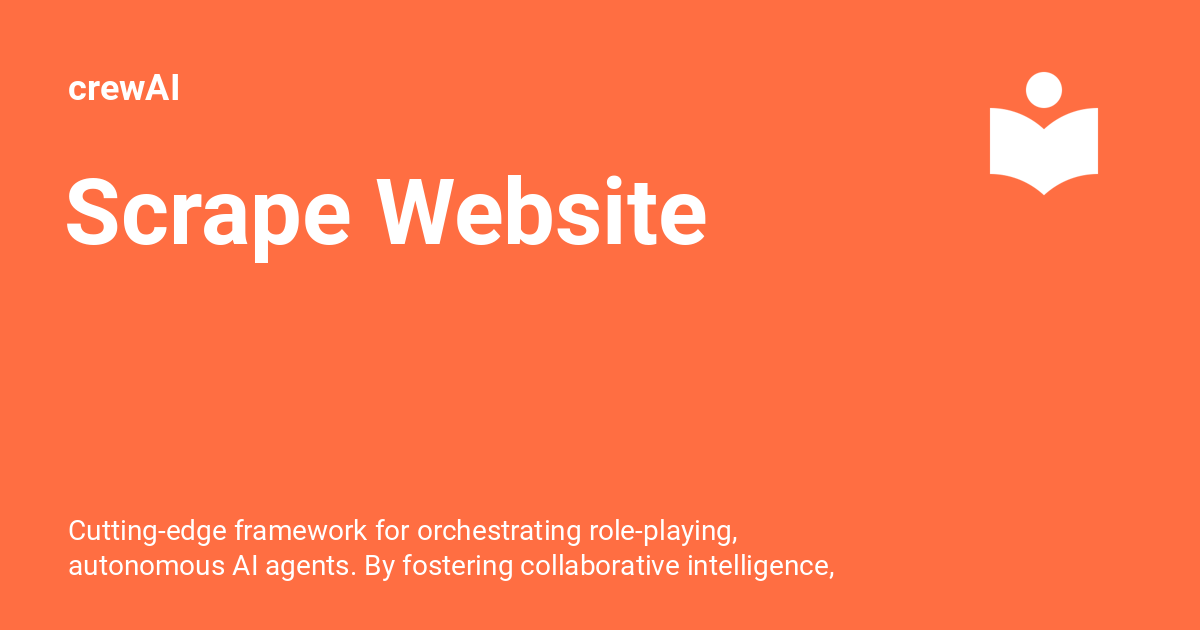 crewAI
Scrape Website
Cutting-edge framework for orchestrating role-playing,
autonomous AI agents. By fostering collaborative intelligence,